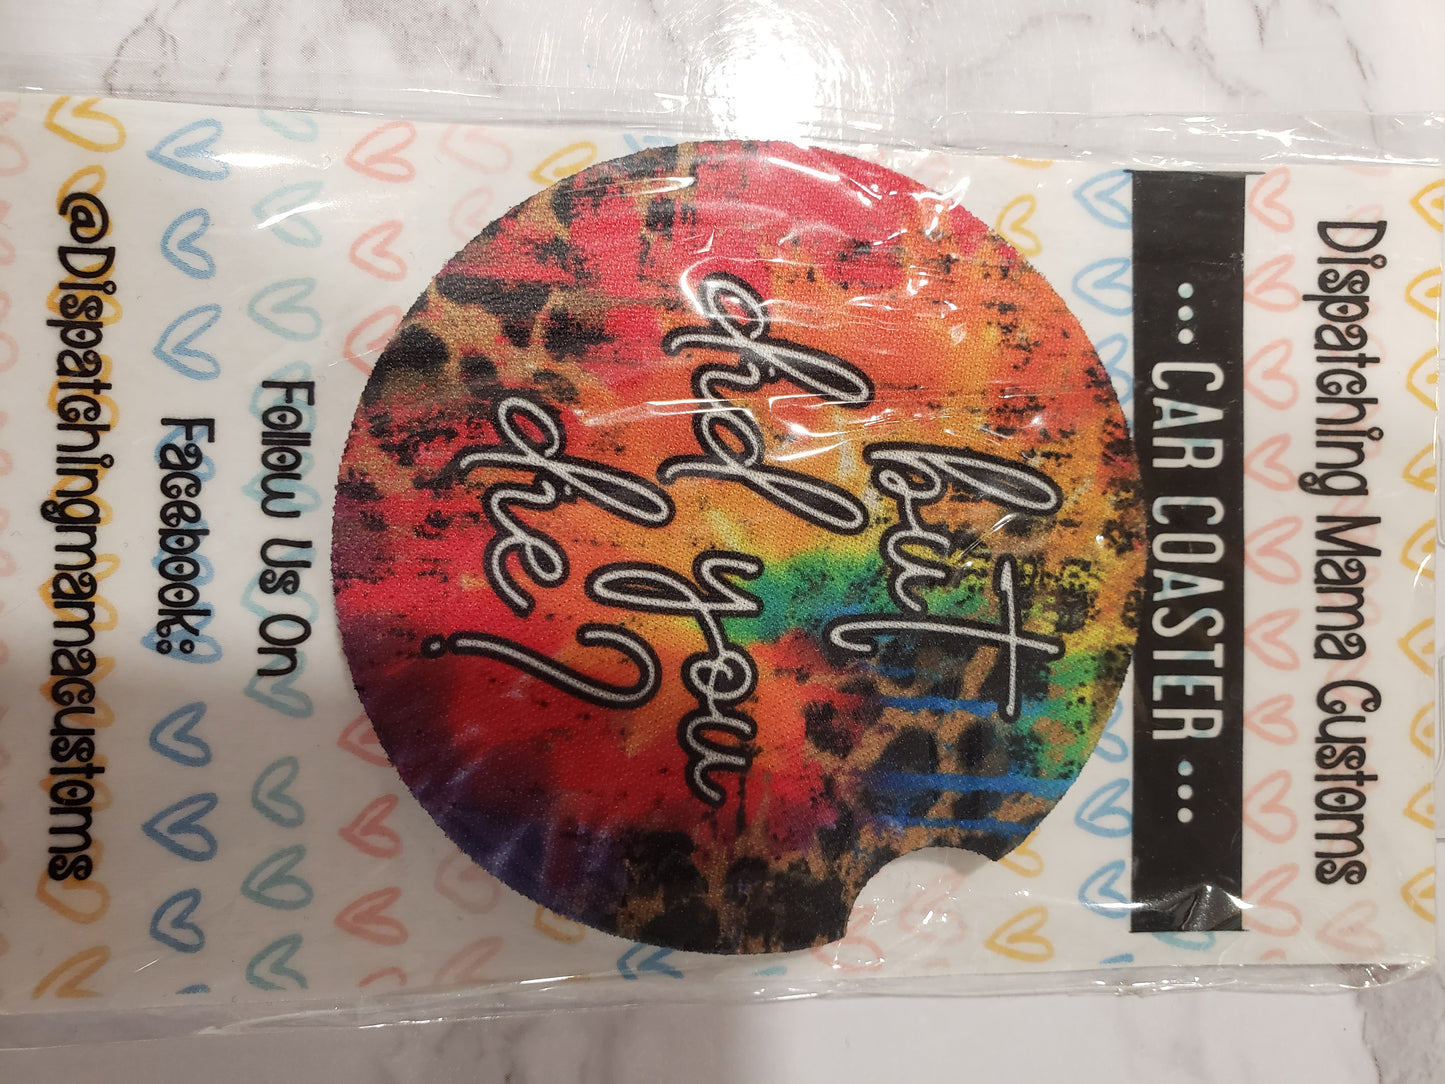 Dispatching Mama Customs
... CAR COASTER ...
but
did you
die?
Follow Us On
Facebook:
@Dispatchingmamacustoms